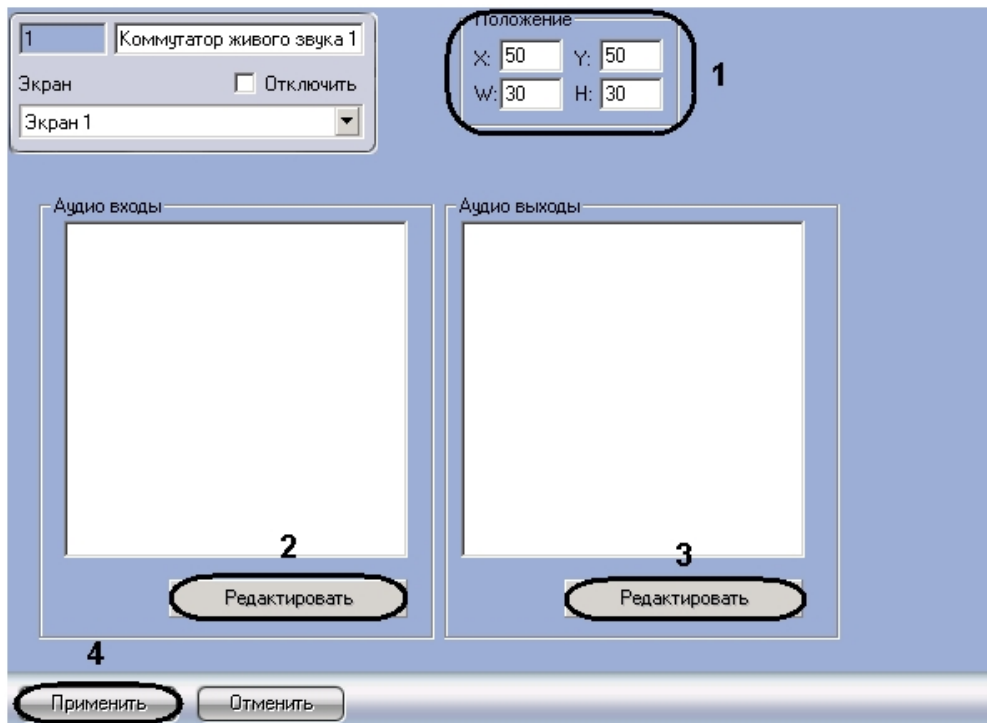 1 Коммутатор живого звука 1
Экран Отключить
Экран 1
Положение
X: 50 Y: 50
W: 30 H: 30
1
Аудио входы
Аудио выходы
2
Редактировать
3
Редактировать
4
Применить Отменить